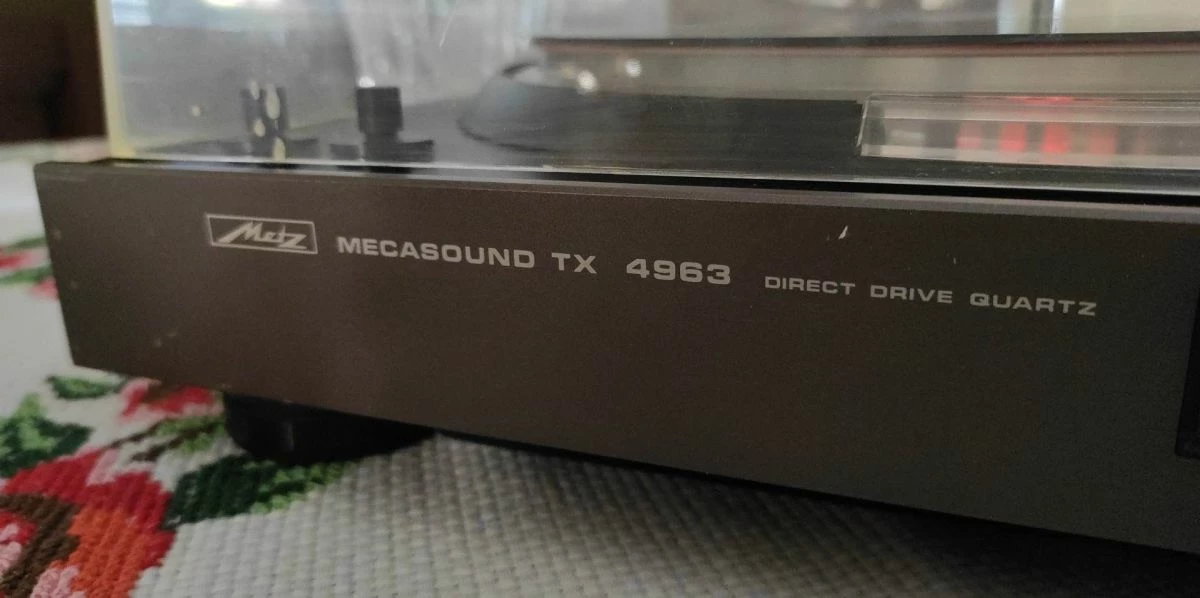 Metz MECASOUND TX 4963 DIRECT DRIVE QUARTZ